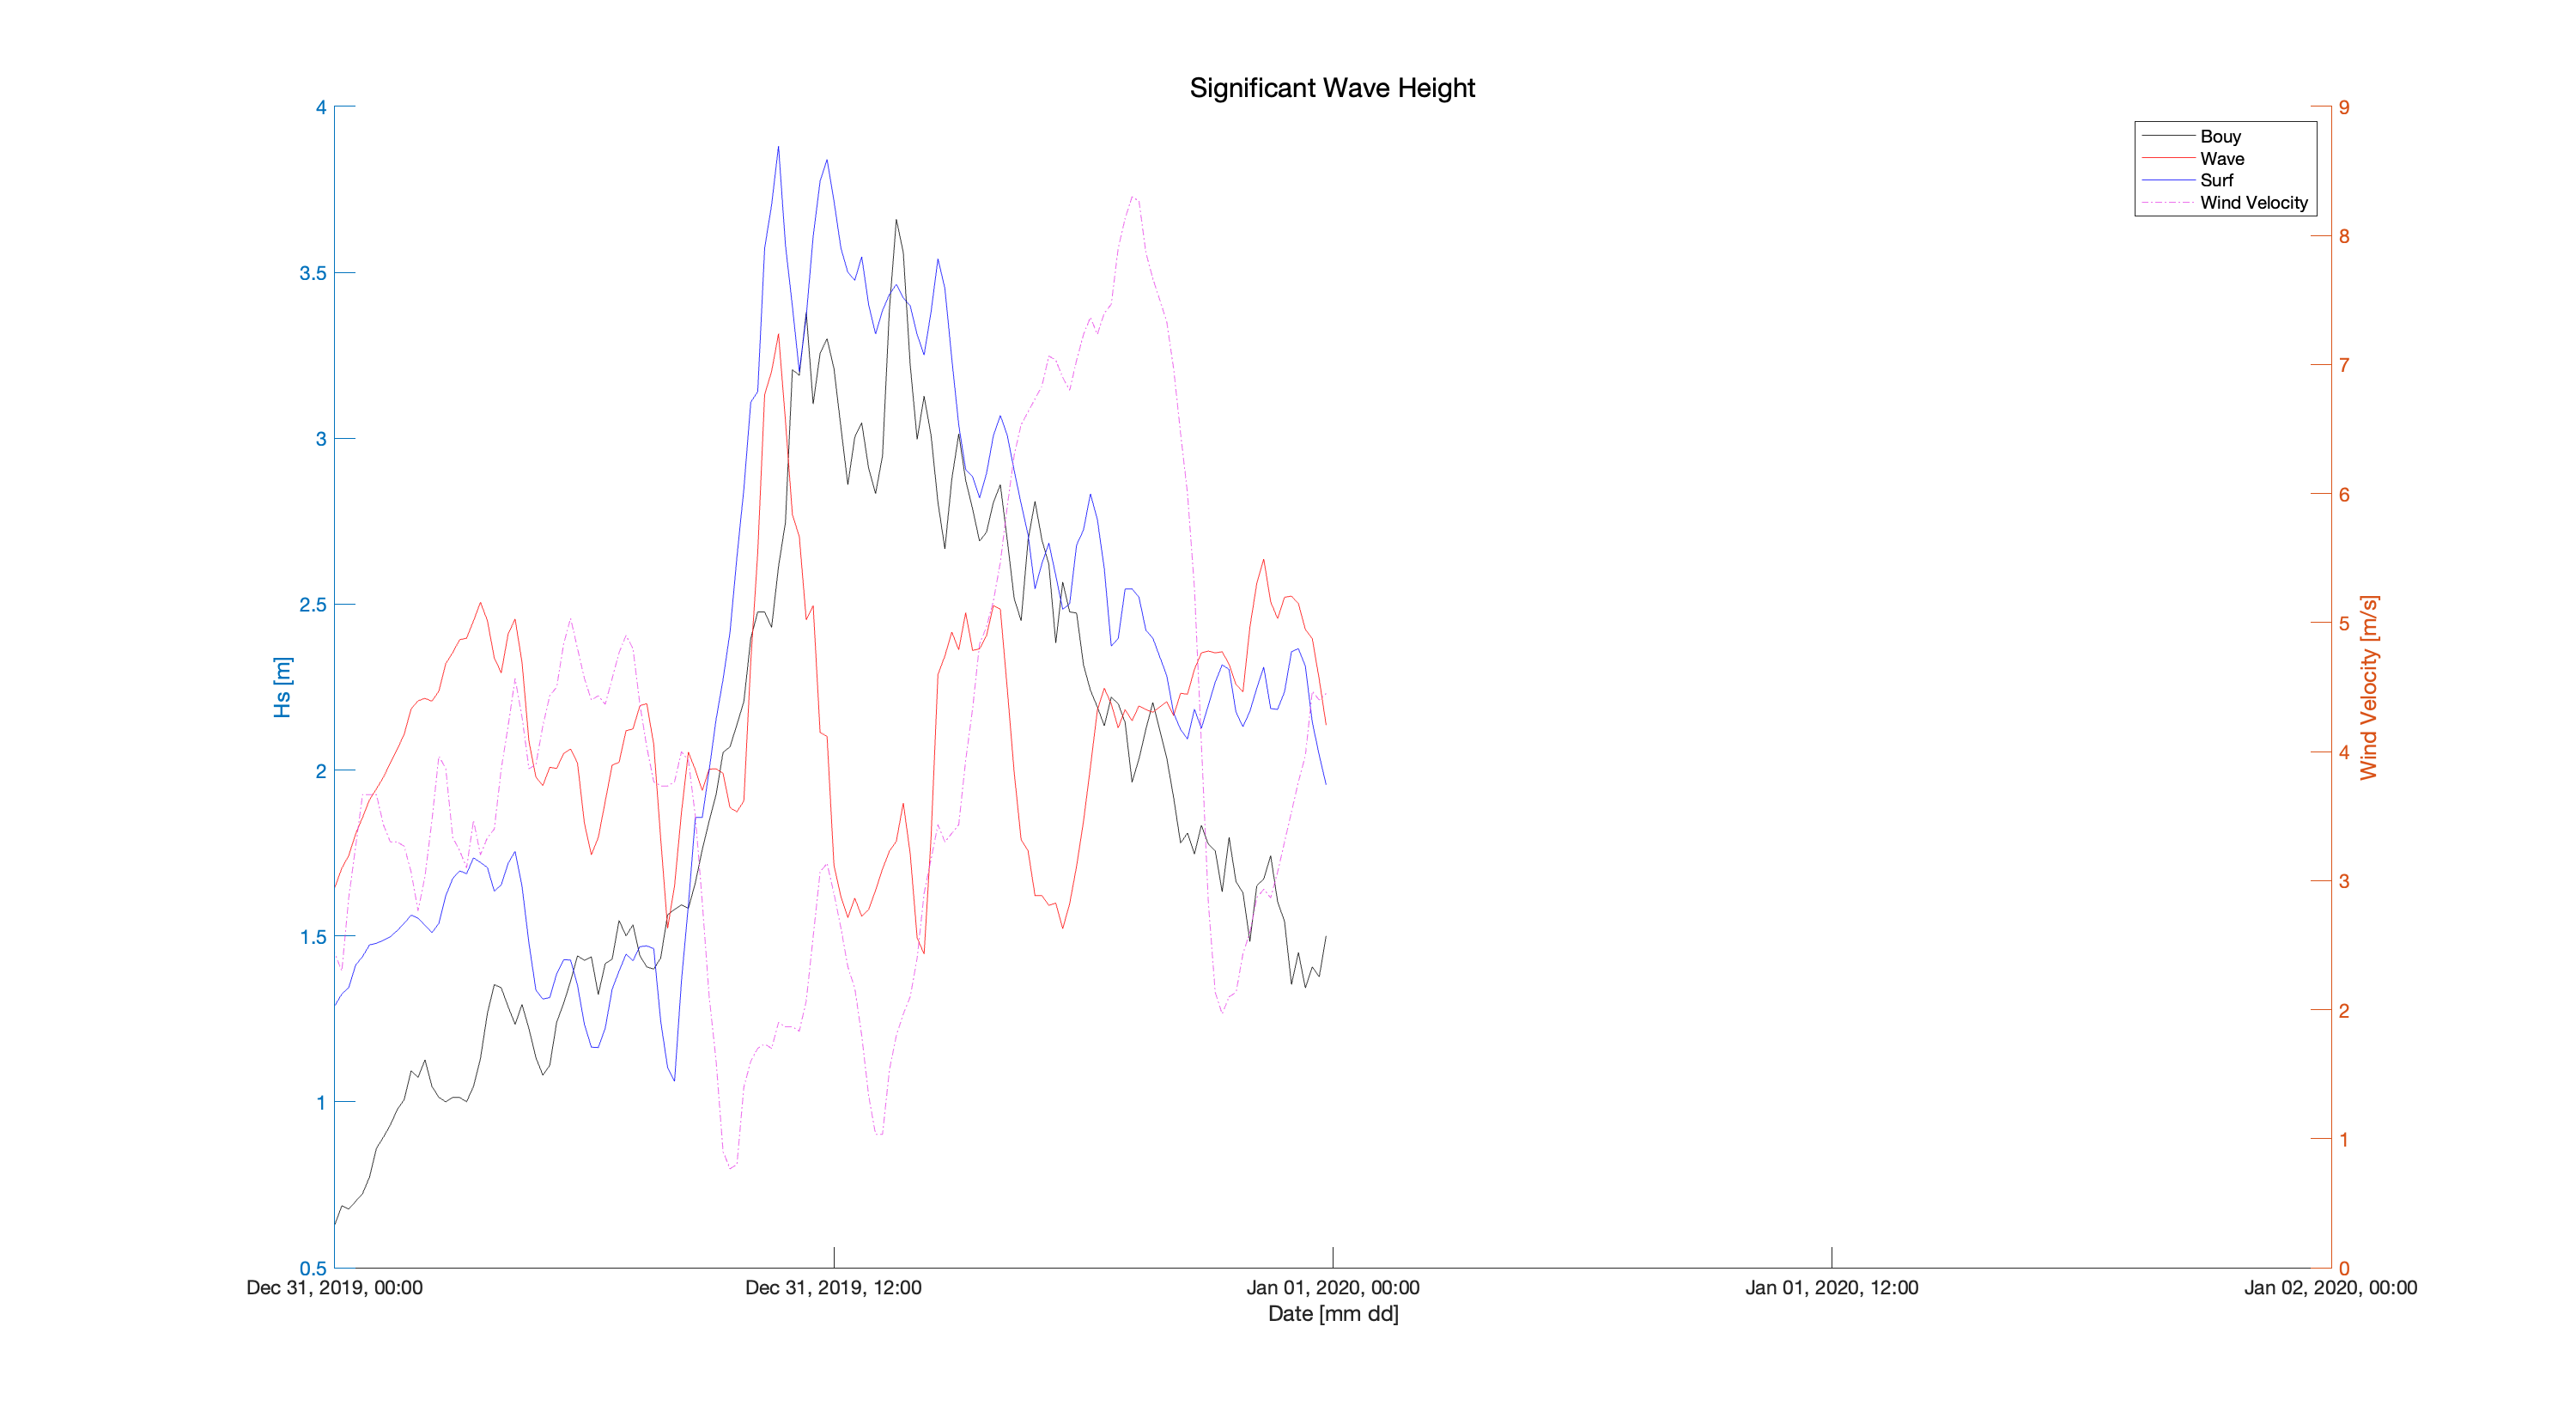 Significant Wave Height
4
3.5
3
2.5
2
1.5
1
0.5
Hs [m]
9
8
7
6
5
4
3
2
1
0
Wind Velocity [m/s]
Bouy
Wave
Surf
Wind Velocity
Dec 31, 2019, 00:00
Dec 31, 2019, 12:00
Jan 01, 2020, 00:00
Jan 01, 2020, 12:00
Jan 02, 2020, 00:00
Date [mm dd]